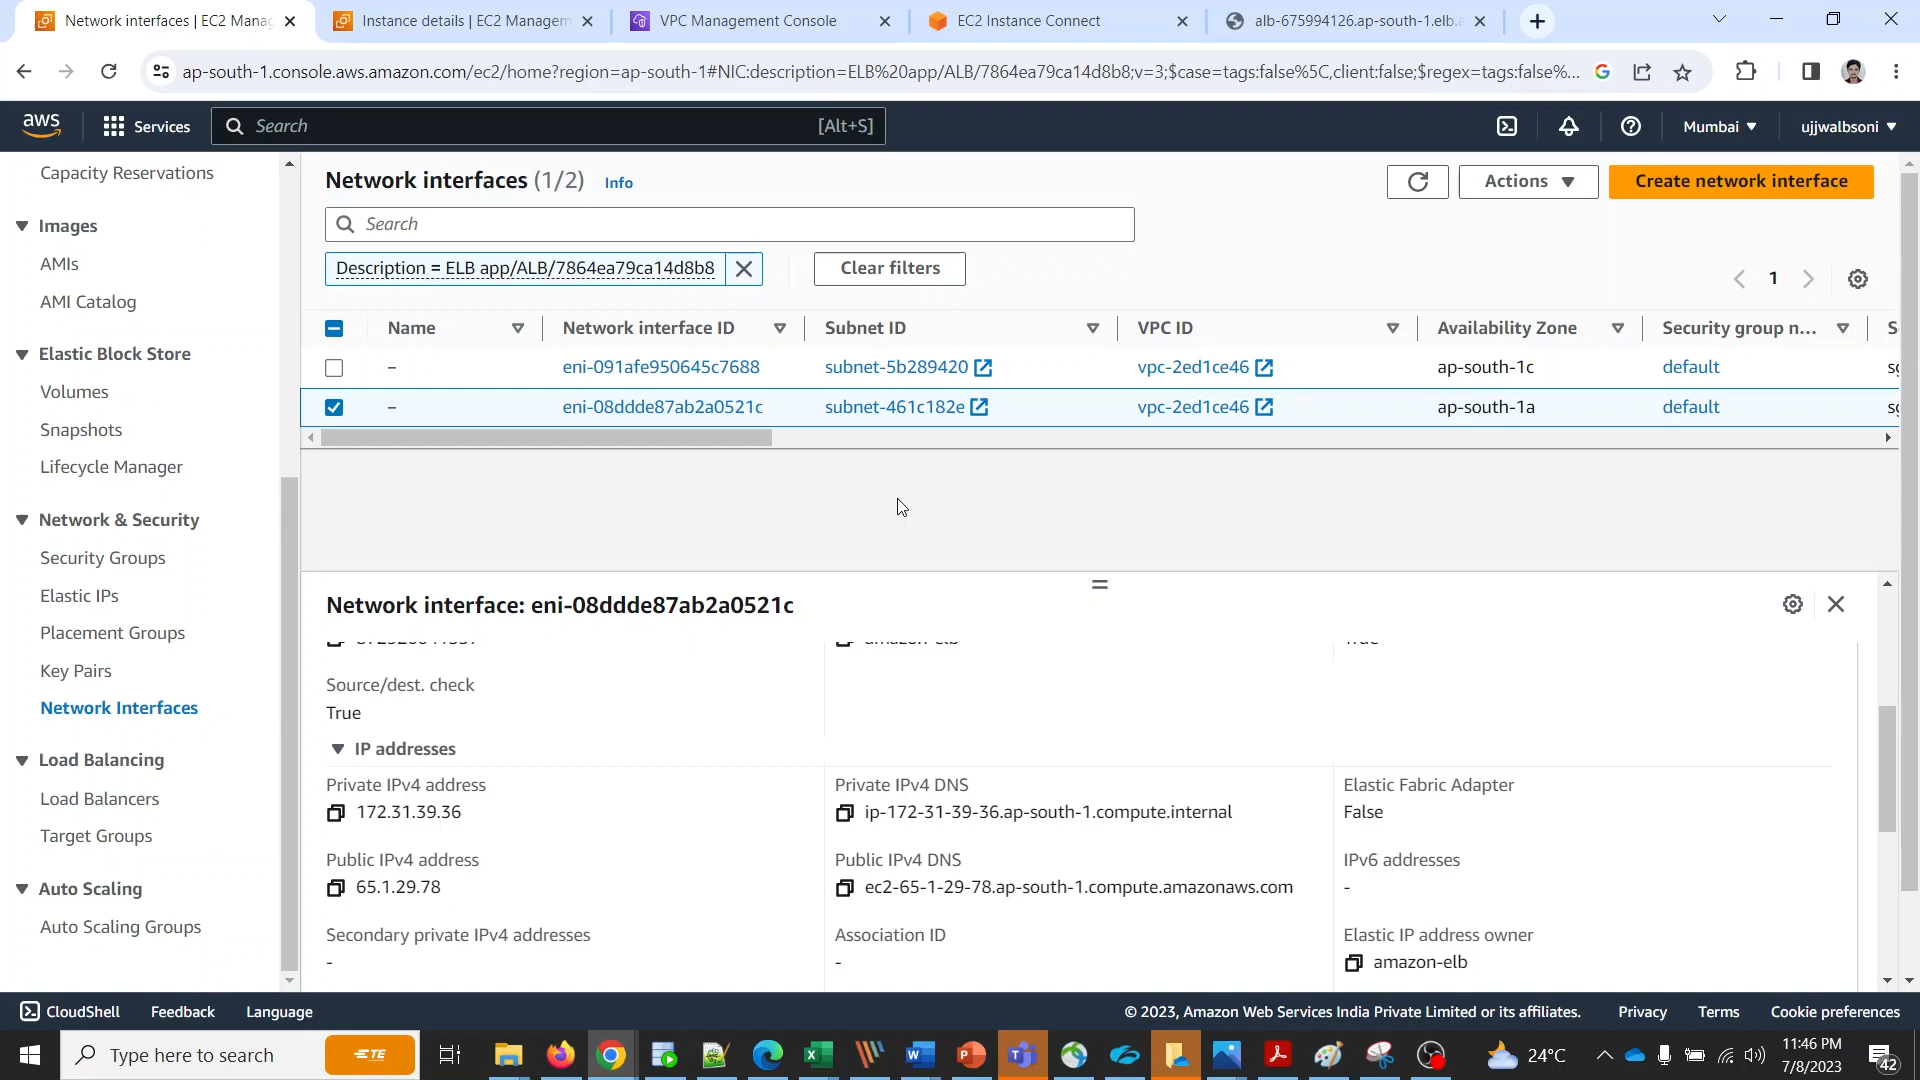 Network interfaces | EC2 Manag
Instance details | EC2 Managem
VPC Management Console
EC2 Instance Connect
alb-675994126.ap-south-1.elb.a
ap-south-1.console.aws.amazon.com/ec2/home?region=ap-south-1#NIC:description=ELB%20app/ALB/7864ea79ca14d8b8;v=3;$case=tags:false%5C,client:false;$regex=tags:false%...
aws
Services
Search
[Alt+S]
Mumbai
ujjwalbsoni
Capacity Reservations
Images
AMIs
AMI Catalog
Elastic Block Store
Volumes
Snapshots
Lifecycle Manager
Network & Security
Security Groups
Elastic IPs
Placement Groups
Key Pairs
Network Interfaces
Load Balancing
Load Balancers
Target Groups
Auto Scaling
Auto Scaling Groups
Network interfaces (1/2) Info
Actions
Create network interface
Search
Description = ELB app/ALB/7864ea79ca14d8b8
Clear filters
1
Name Network interface ID Subnet ID VPC ID Availability Zone Security group n... S
– eni-091afe950645c7688 subnet-5b289420 vpc-2ed1ce46 ap-south-1c default
– eni-08ddde87ab2a0521c subnet-461c182e vpc-2ed1ce46 ap-south-1a default
Network interface: eni-08ddde87ab2a0521c
Source/dest. check
True
IP addresses
Private IPv4 address Private IPv4 DNS Elastic Fabric Adapter
172.31.39.36 ip-172-31-39-36.ap-south-1.compute.internal False
Public IPv4 address Public IPv4 DNS IPv6 addresses
65.1.29.78 ec2-65-1-29-78.ap-south-1.compute.amazonaws.com -
Secondary private IPv4 addresses Association ID Elastic IP address owner
- - amazon-elb
CloudShell Feedback Language
© 2023, Amazon Web Services India Private Limited or its affiliates. Privacy Terms Cookie preferences
Type here to search
24°C
11:46 PM
7/8/2023
42